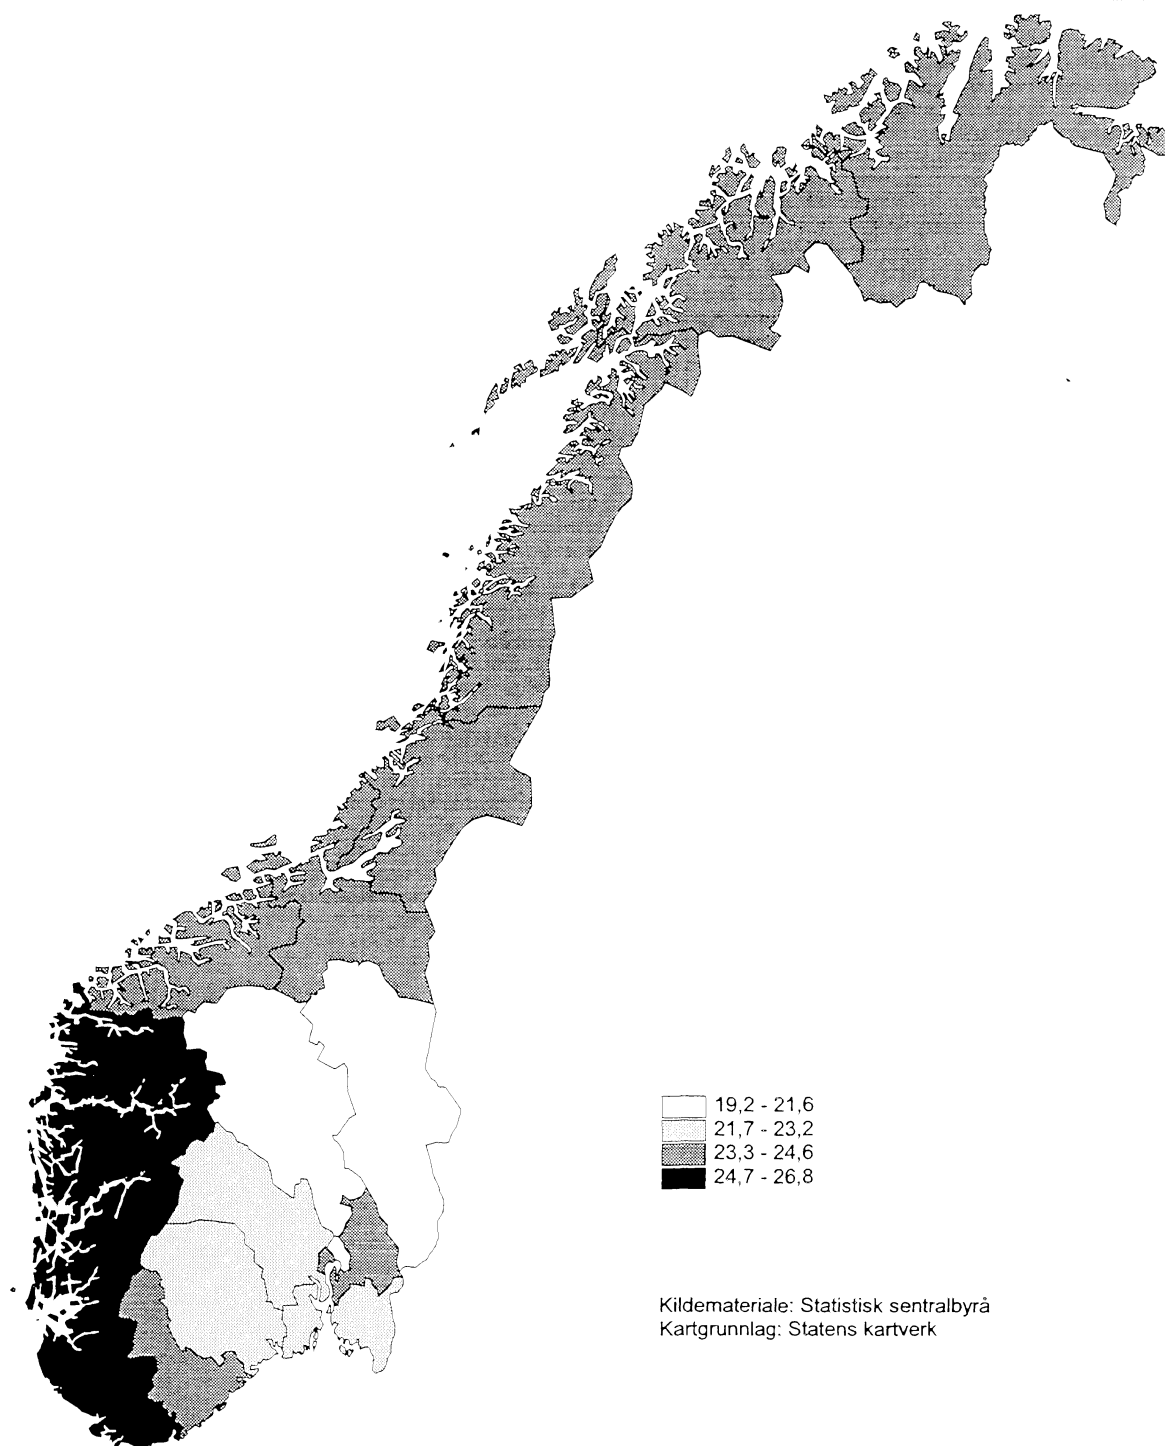 19,2 - 21,6
21,7 - 23,2
23,3 - 24,6
24,7 - 26,8
Kildemateriale: Statistisk sentralbyrå
Kartgrunnlag: Statens kartverk